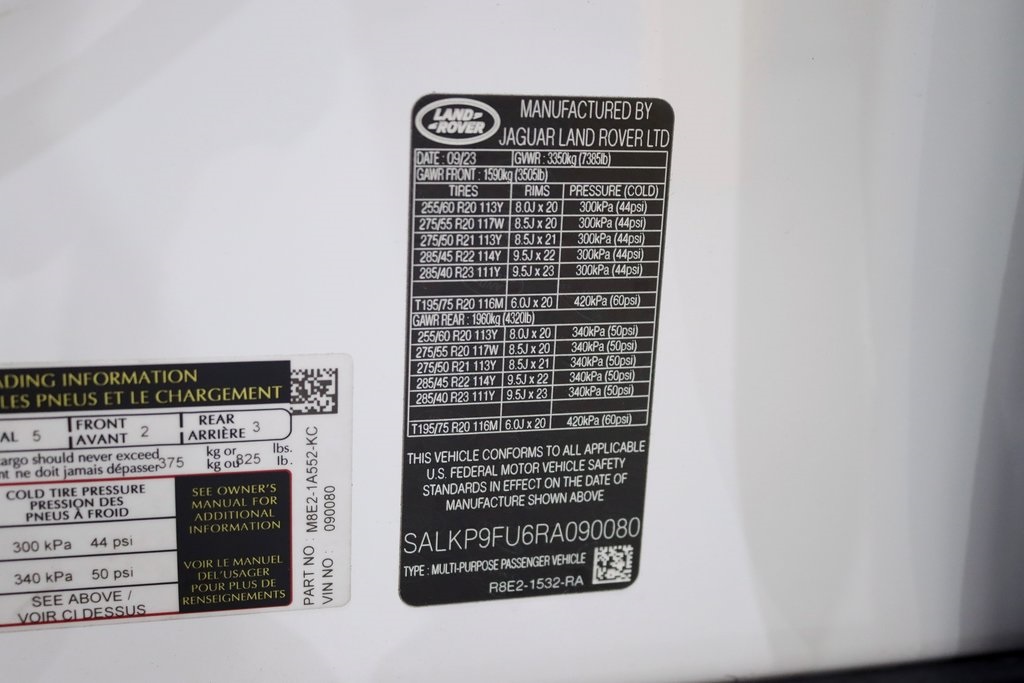 LAND-
-ROVER
MANUFACTURED BY
JAGUAR LAND ROVER LTD
DATE : 09/23 GVWR : 3350kg (7385lb)
GAWR FRONT : 1590kg (3505lb)
TIRES RIMS PRESSURE (COLD)
255/60 R20 113Y 8.0J x 20 300kPa (44psi)
275/55 R20 117W 8.5J x 20 300kPa (44psi)
275/50 R21 113Y 8.5J x 21 300kPa (44psi)
285/45 R22 114Y 9.5J x 22 300kPa (44psi)
285/40 R23 111Y 9.5J x 23 300kPa (44psi)
T195/75 R20 116M 6.0J x 20 420kPa (60psi)
GAWR REAR : 1960kg (4320lb)
255/60 R20 113Y 8.0J x 20 340kPa (50psi)
275/55 R20 117W 8.5J x 20 340kPa (50psi)
275/50 R21 113Y 8.5J x 21 340kPa (50psi)
285/45 R22 114Y 9.5J x 22 340kPa (50psi)
285/40 R23 111Y 9.5J x 23 340kPa (50psi)
T195/75 R20 116M 6.0J x 20 420kPa (60psi)
THIS VEHICLE CONFORMS TO ALL APPLICABLE
U.S. FEDERAL MOTOR VEHICLE SAFETY
STANDARDS IN EFFECT ON THE DATE OF
MANUFACTURE SHOWN ABOVE
SALKP9FU6RA090080
TYPE : MULTI-PURPOSE PASSENGER VEHICLE
R8E2-1532-RA
ADING INFORMATION
LES PNEUS ET LE CHARGEMENT
AL 5 FRONT AVANT 2 REAR ARRIÈRE 3
argo should never exceed 375 kg or 825 lbs.
nt ne doit jamais dépasser kg ou lb.
COLD TIRE PRESSURE
PRESSION DES
PNEUS À FROID
300 kPa 44 psi
340 kPa 50 psi
SEE ABOVE /
VOIR CI DESSUS
SEE OWNER'S
MANUAL FOR
ADDITIONAL
INFORMATION
VOIR LE MANUEL
DEL'USAGER
POUR PLUS DE
RENSEIGNEMENTS
PART NO : M8E2-1A552-KC
VIN NO : 090080